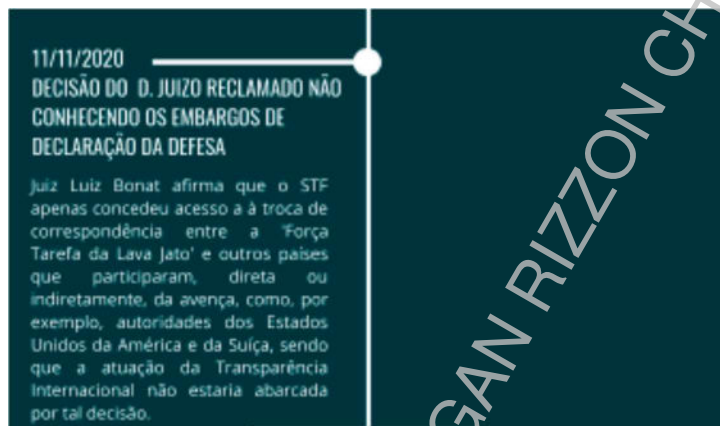 11/11/2020
DECISÃO DO D. JUIZO RECLAMADO NÃO
CONHECENDO OS EMBARGOS DE
DECLARAÇÃO DA DEFESA
Juiz Luiz Bonat afirma que o STF
apenas concedeu acesso a à troca de
correspondência entre a 'Força
Tarefa da Lava Jato' e outros países
que participaram, direta ou
indiretamente, da avença, como, por
exemplo, autoridades dos Estados
Unidos da América e da Suíça, sendo
que a atuação da Transparência
Internacional não estaria abarcada
por tal decisão.
GAN RIZZON CH